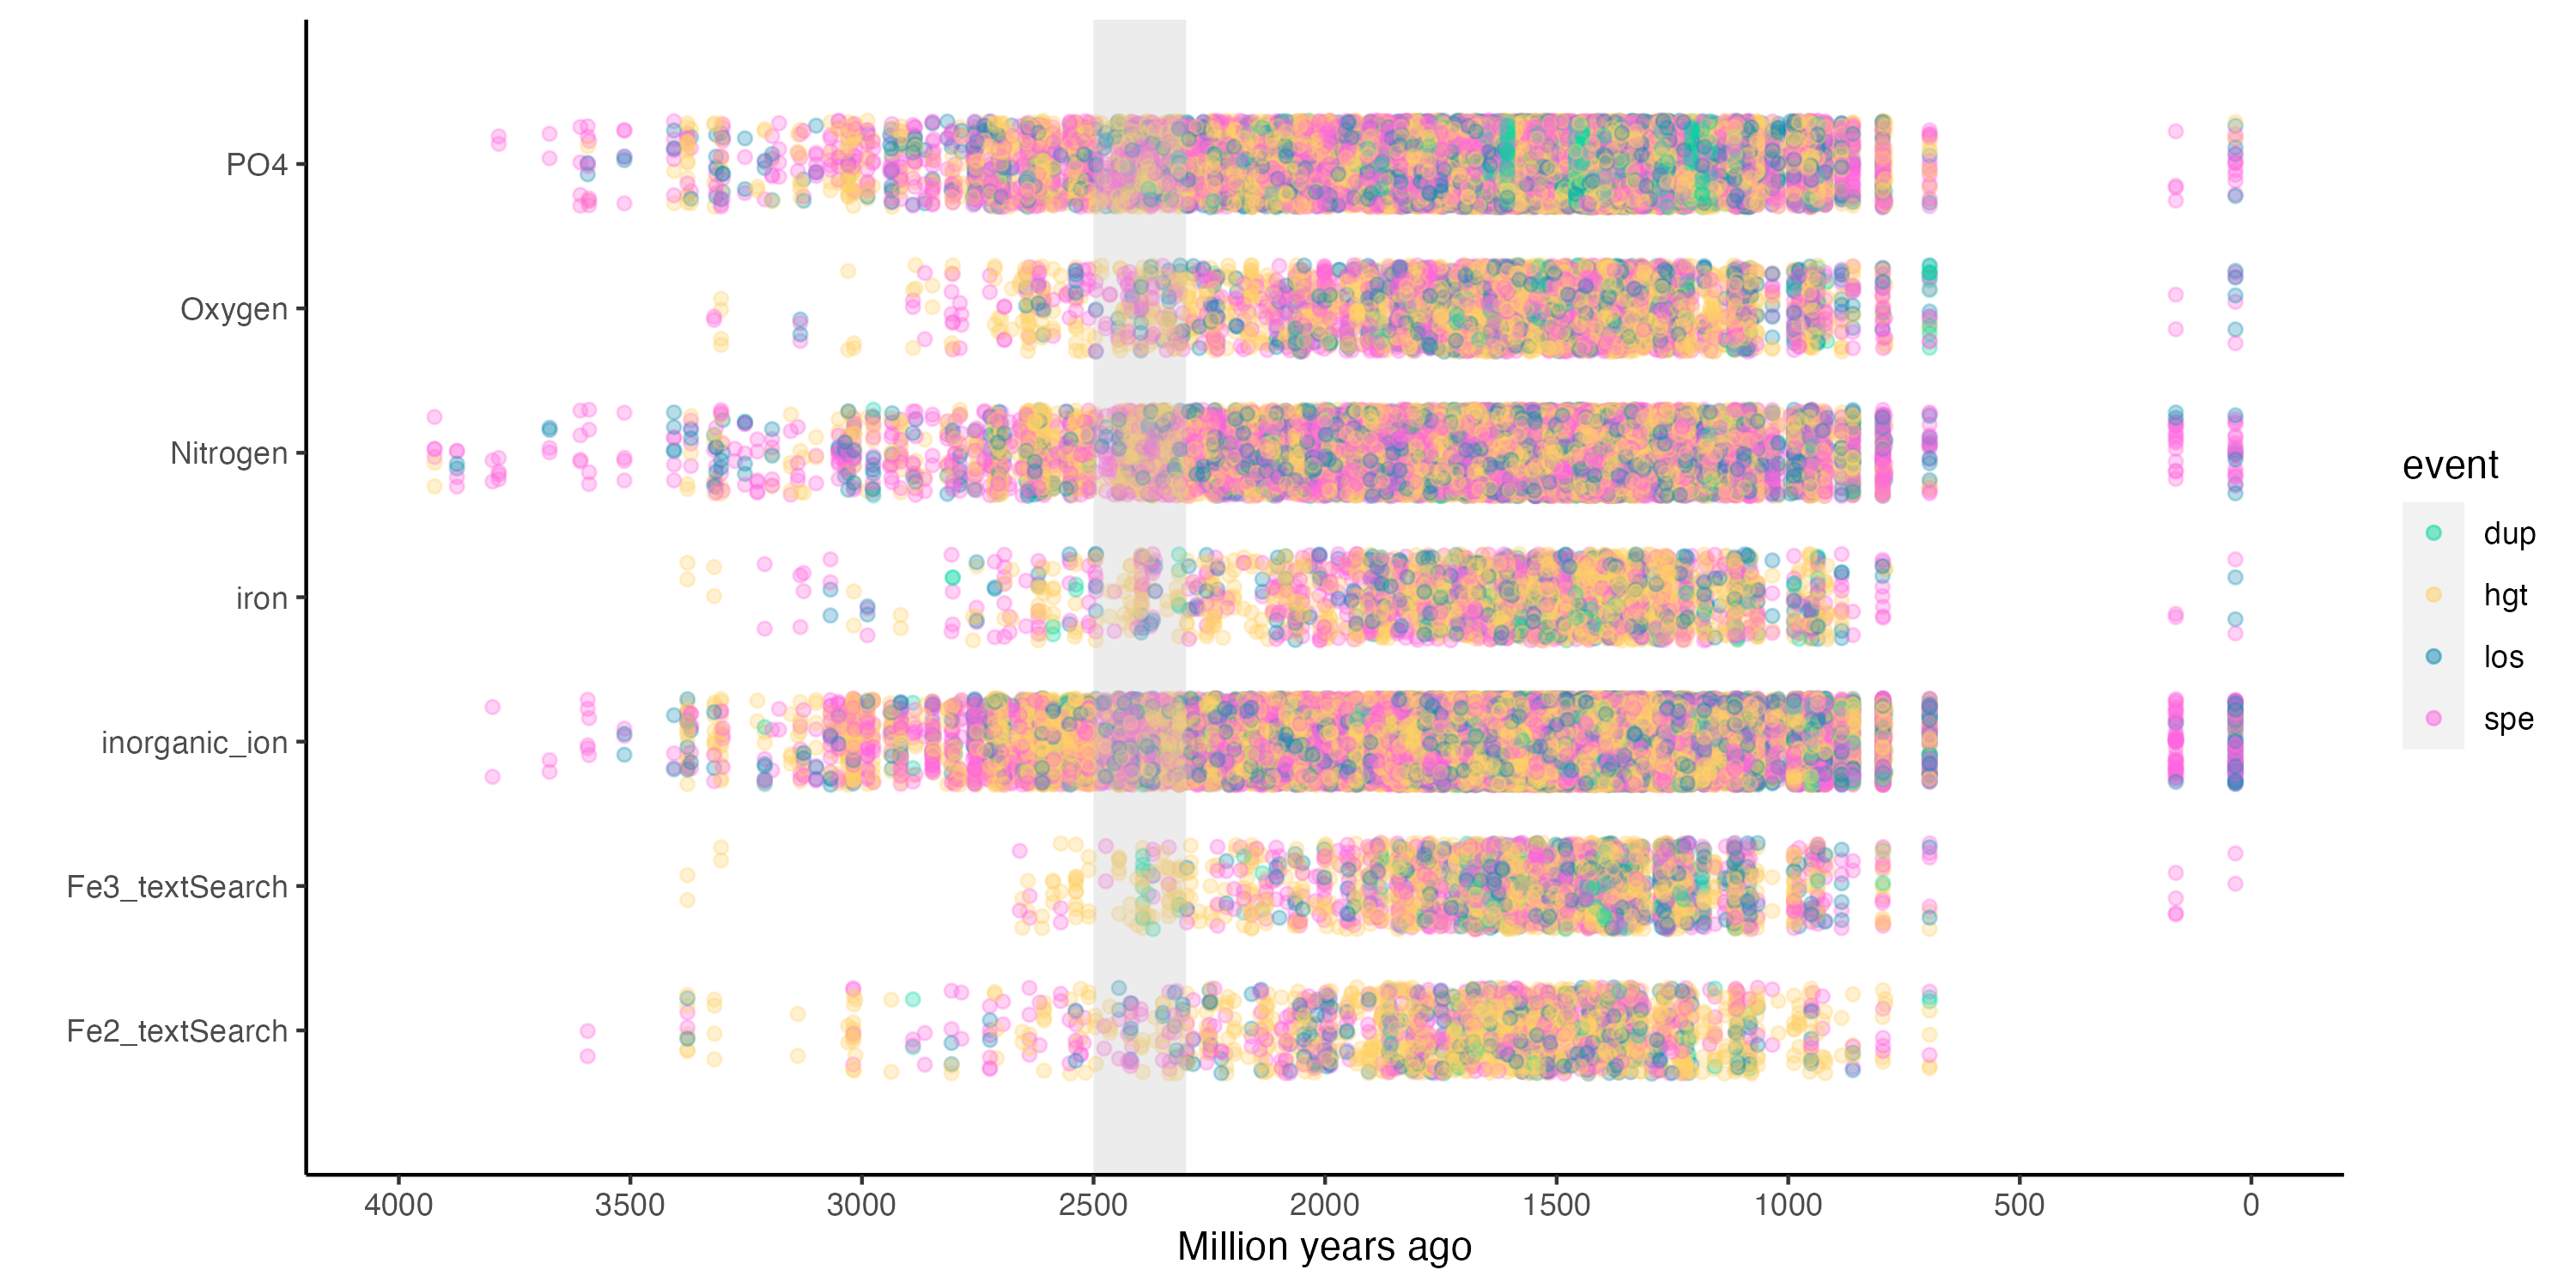 PO4
Oxygen
Nitrogen
iron
inorganic_ion
Fe3_textSearch
Fe2_textSearch
4000 3500 3000 2500 2000 1500 1000 500 0
Million years ago
event
dup
hgt
los
spe